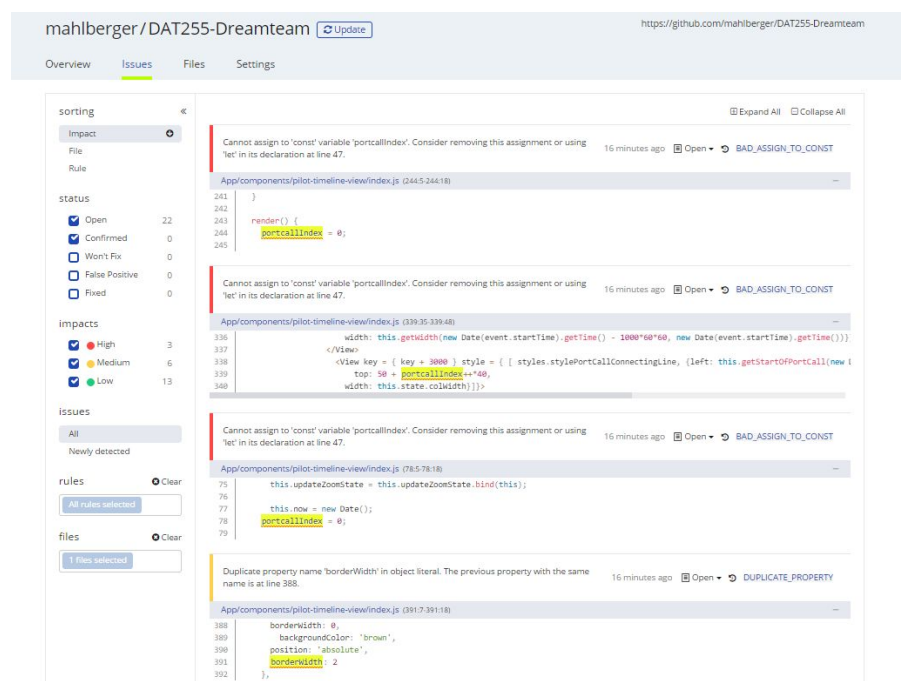 mahlberger/DAT255-Dreamteam Update
https://github.com/mahlberger/DAT255-Dreamteam
Overview Issues Files Settings
sorting «
Impact
File
Rule
status
Open 22
Confirmed 0
Won't Fix 0
False Positive 0
Fixed 0
impacts
High 3
Medium 6
Low 13
issues
All
Newly detected
rules Clear
All rules selected
files Clear
1 files selected
Expand All Collapse All
Cannot assign to 'const' variable 'portcallIndex'. Consider removing this assignment or using
'let' in its declaration at line 47.
16 minutes ago Open BAD_ASSIGN_TO_CONST
App/components/pilot-timeline-view/index.js (244:5-244:18)
241 }
242
243 render() {
244 portcallIndex = 0;
245
Cannot assign to 'const' variable 'portcallIndex'. Consider removing this assignment or using
'let' in its declaration at line 47.
16 minutes ago Open BAD_ASSIGN_TO_CONST
App/components/pilot-timeline-view/index.js (339:35-339:48)
336 width: this.getWidth(new Date(event.startTime).getTime() - 1000*60*60, new Date(event.startTime).getTime())}}
337 </View>
338 <View key = { key + 3000 } style = { [ styles.stylePortCallConnectingLine, {left: this.getStartOfPortCall(new
339 top: 50 + portcallIndex++*40,
340 width: this.state.colWidth}]}>
Cannot assign to 'const' variable 'portcallIndex'. Consider removing this assignment or using
'let' in its declaration at line 47.
16 minutes ago Open BAD_ASSIGN_TO_CONST
App/components/pilot-timeline-view/index.js (78:5-78:18)
75 this.updateZoomState = this.updateZoomState.bind(this);
76
77 this.now = new Date();
78 portcallIndex = 0;
79
Duplicate property name 'borderWidth' in object literal. The previous property with the same
name is at line 388.
16 minutes ago Open DUPLICATE_PROPERTY
App/components/pilot-timeline-view/index.js (391:7-391:18)
388 borderWidth: 0,
389 backgroundColor: 'brown',
390 position: 'absolute',
391 borderWidth: 2
392 },